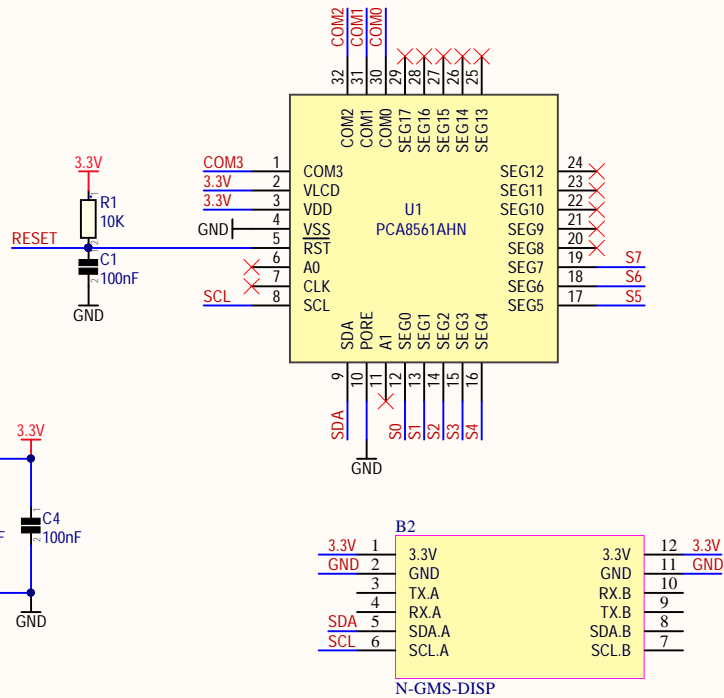 COM2
COM1
COM0
32
31
30
29
28
27
26
25
COM2
COM1
COM0
SEG17
SEG16
SEG15
SEG14
SEG13
COM3 1 COM3
3.3V 2 VLCD
3.3V 3 VDD
GND 4 VSS
RESET 5 RST
6 A0
7 CLK
SCL 8 SCL
U1
PCA8561AHN
SEG12 24
SEG11 23
SEG10 22
SEG9 21
SEG8 20
SEG7 19 S7
SEG6 18 S6
SEG5 17 S5
3.3V
1
R1
10K
2
1
C1
100nF
2
GND
SDA
PORE
A1
SEG0
SEG1
SEG2
SEG3
SEG4
9
10
11
12
13
14
15
16
SDA
S0
S1
S2
S3
S4
GND
3.3V
1
C4
F
100nF
2
GND
B2
3.3V 1 3.3V 3.3V 12 3.3V
GND 2 GND GND 11 GND
3 TX.A RX.B 10
4 RX.A TX.B 9
SDA 5 SDA.A SDA.B 8
SCL 6 SCL.A SCL.B 7
N-GMS-DISP